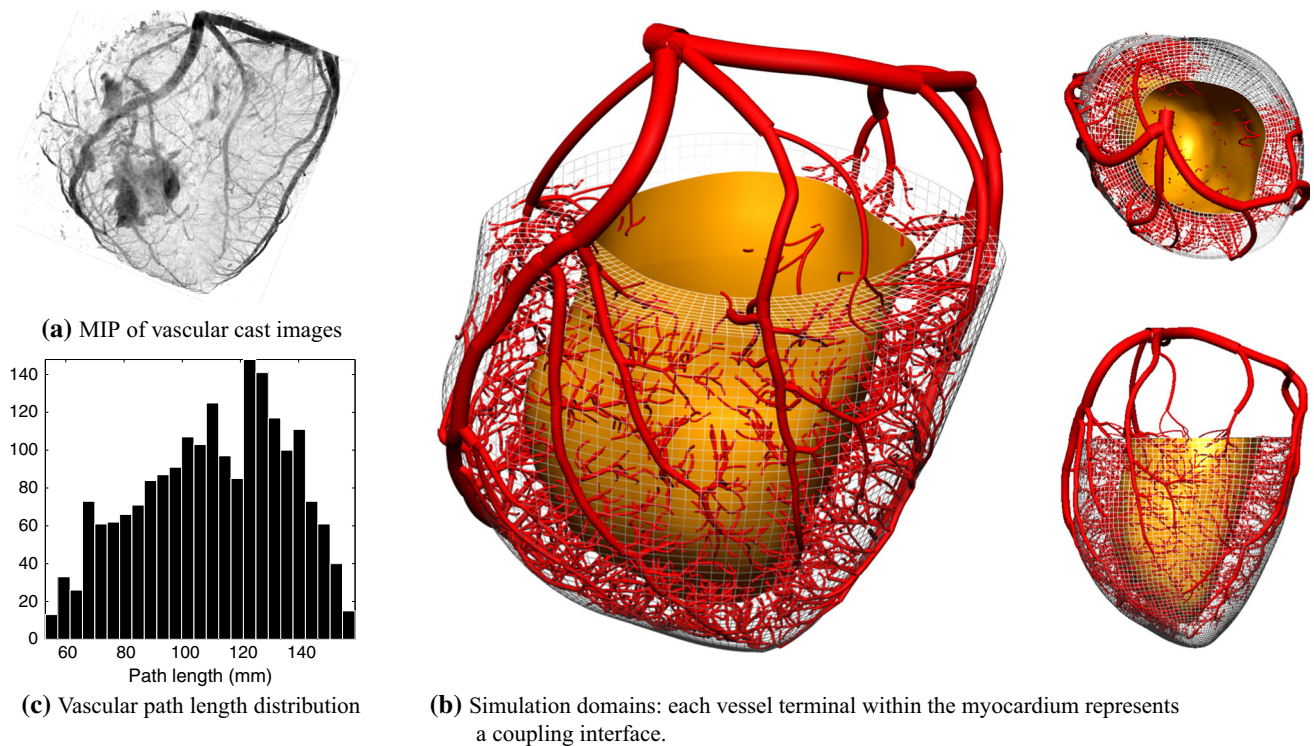 (a) MIP of vascular cast images
140
120
100
80
60
40
20
0
60 80 100 120 140
Path length (mm)
(c) Vascular path length distribution
(b) Simulation domains: each vessel terminal within the myocardium represents
a coupling interface.